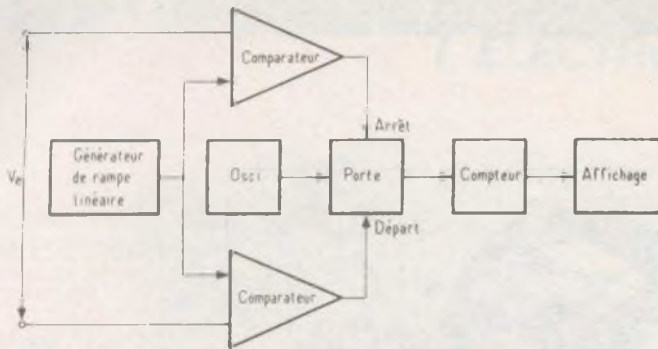 Comparateur
Arrêt
Générateur
de rampe
linéaire
Osci
Porte
Compteur
Affichage
Ve
Départ
Comparateur